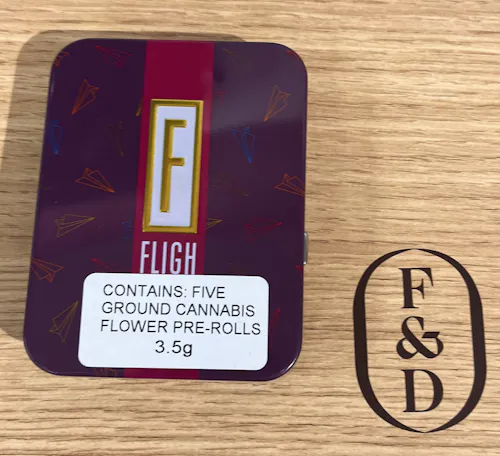 F
FLIGH
CONTAINS: FIVE
GROUND CANNABIS
FLOWER PRE-ROLLS
3.5g
F
&
D